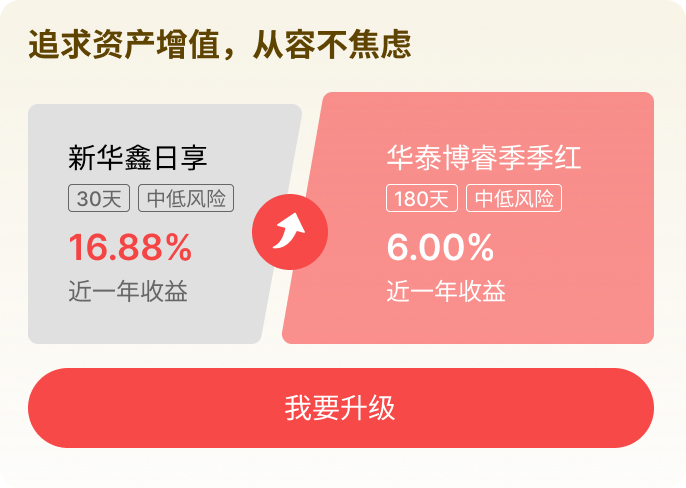 追求资产增值，从容不焦虑
新华鑫日享
30天 中低风险
16.88%
近一年收益
华泰博睿季季红
180天 中低风险
6.00%
近一年收益
我要升级